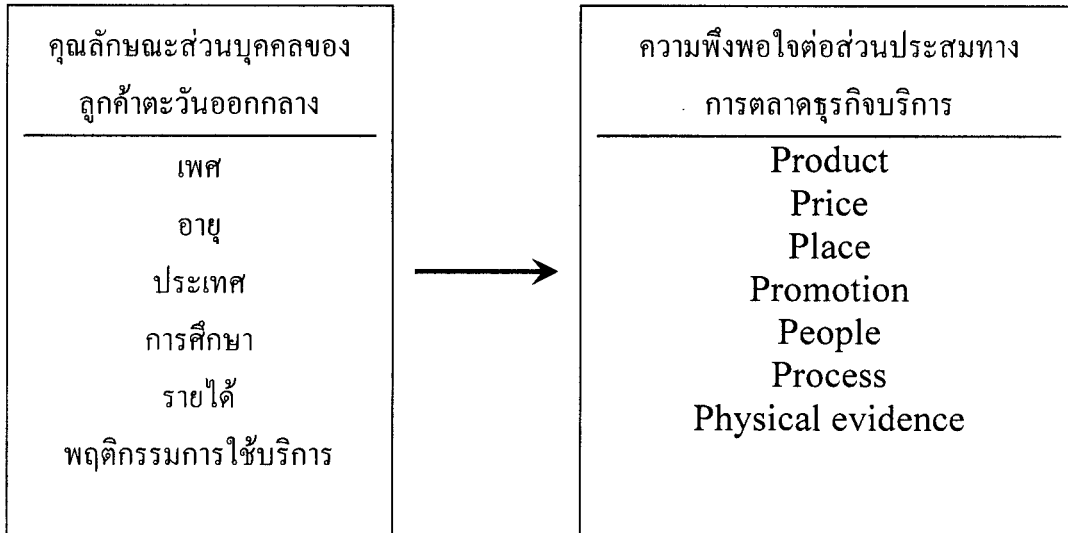 คุณลักษณะส่วนบุคคลของ
ลูกค้าตะวันออกกลาง
เพศ
อายุ
ประเทศ
การศึกษา
รายได้
พฤติกรรมการใช้บริการ
ความพึงพอใจต่อส่วนประสมทาง
การตลาดธุรกิจบริการ
Product
Price
Place
Promotion
People
Process
Physical evidence